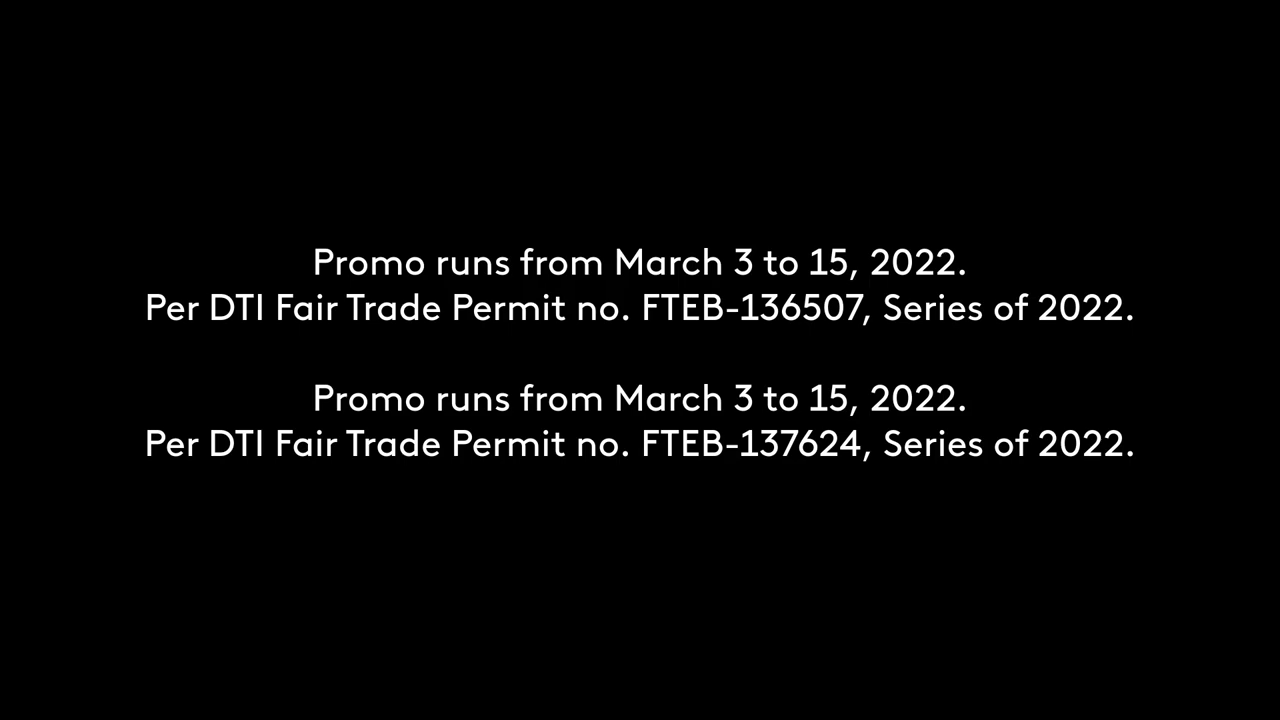 Promo runs from March 3 to 15, 2022.
Per DTI Fair Trade Permit no. FTEB-136507, Series of 2022.
Promo runs from March 3 to 15, 2022.
Per DTI Fair Trade Permit no. FTEB-137624, Series of 2022.